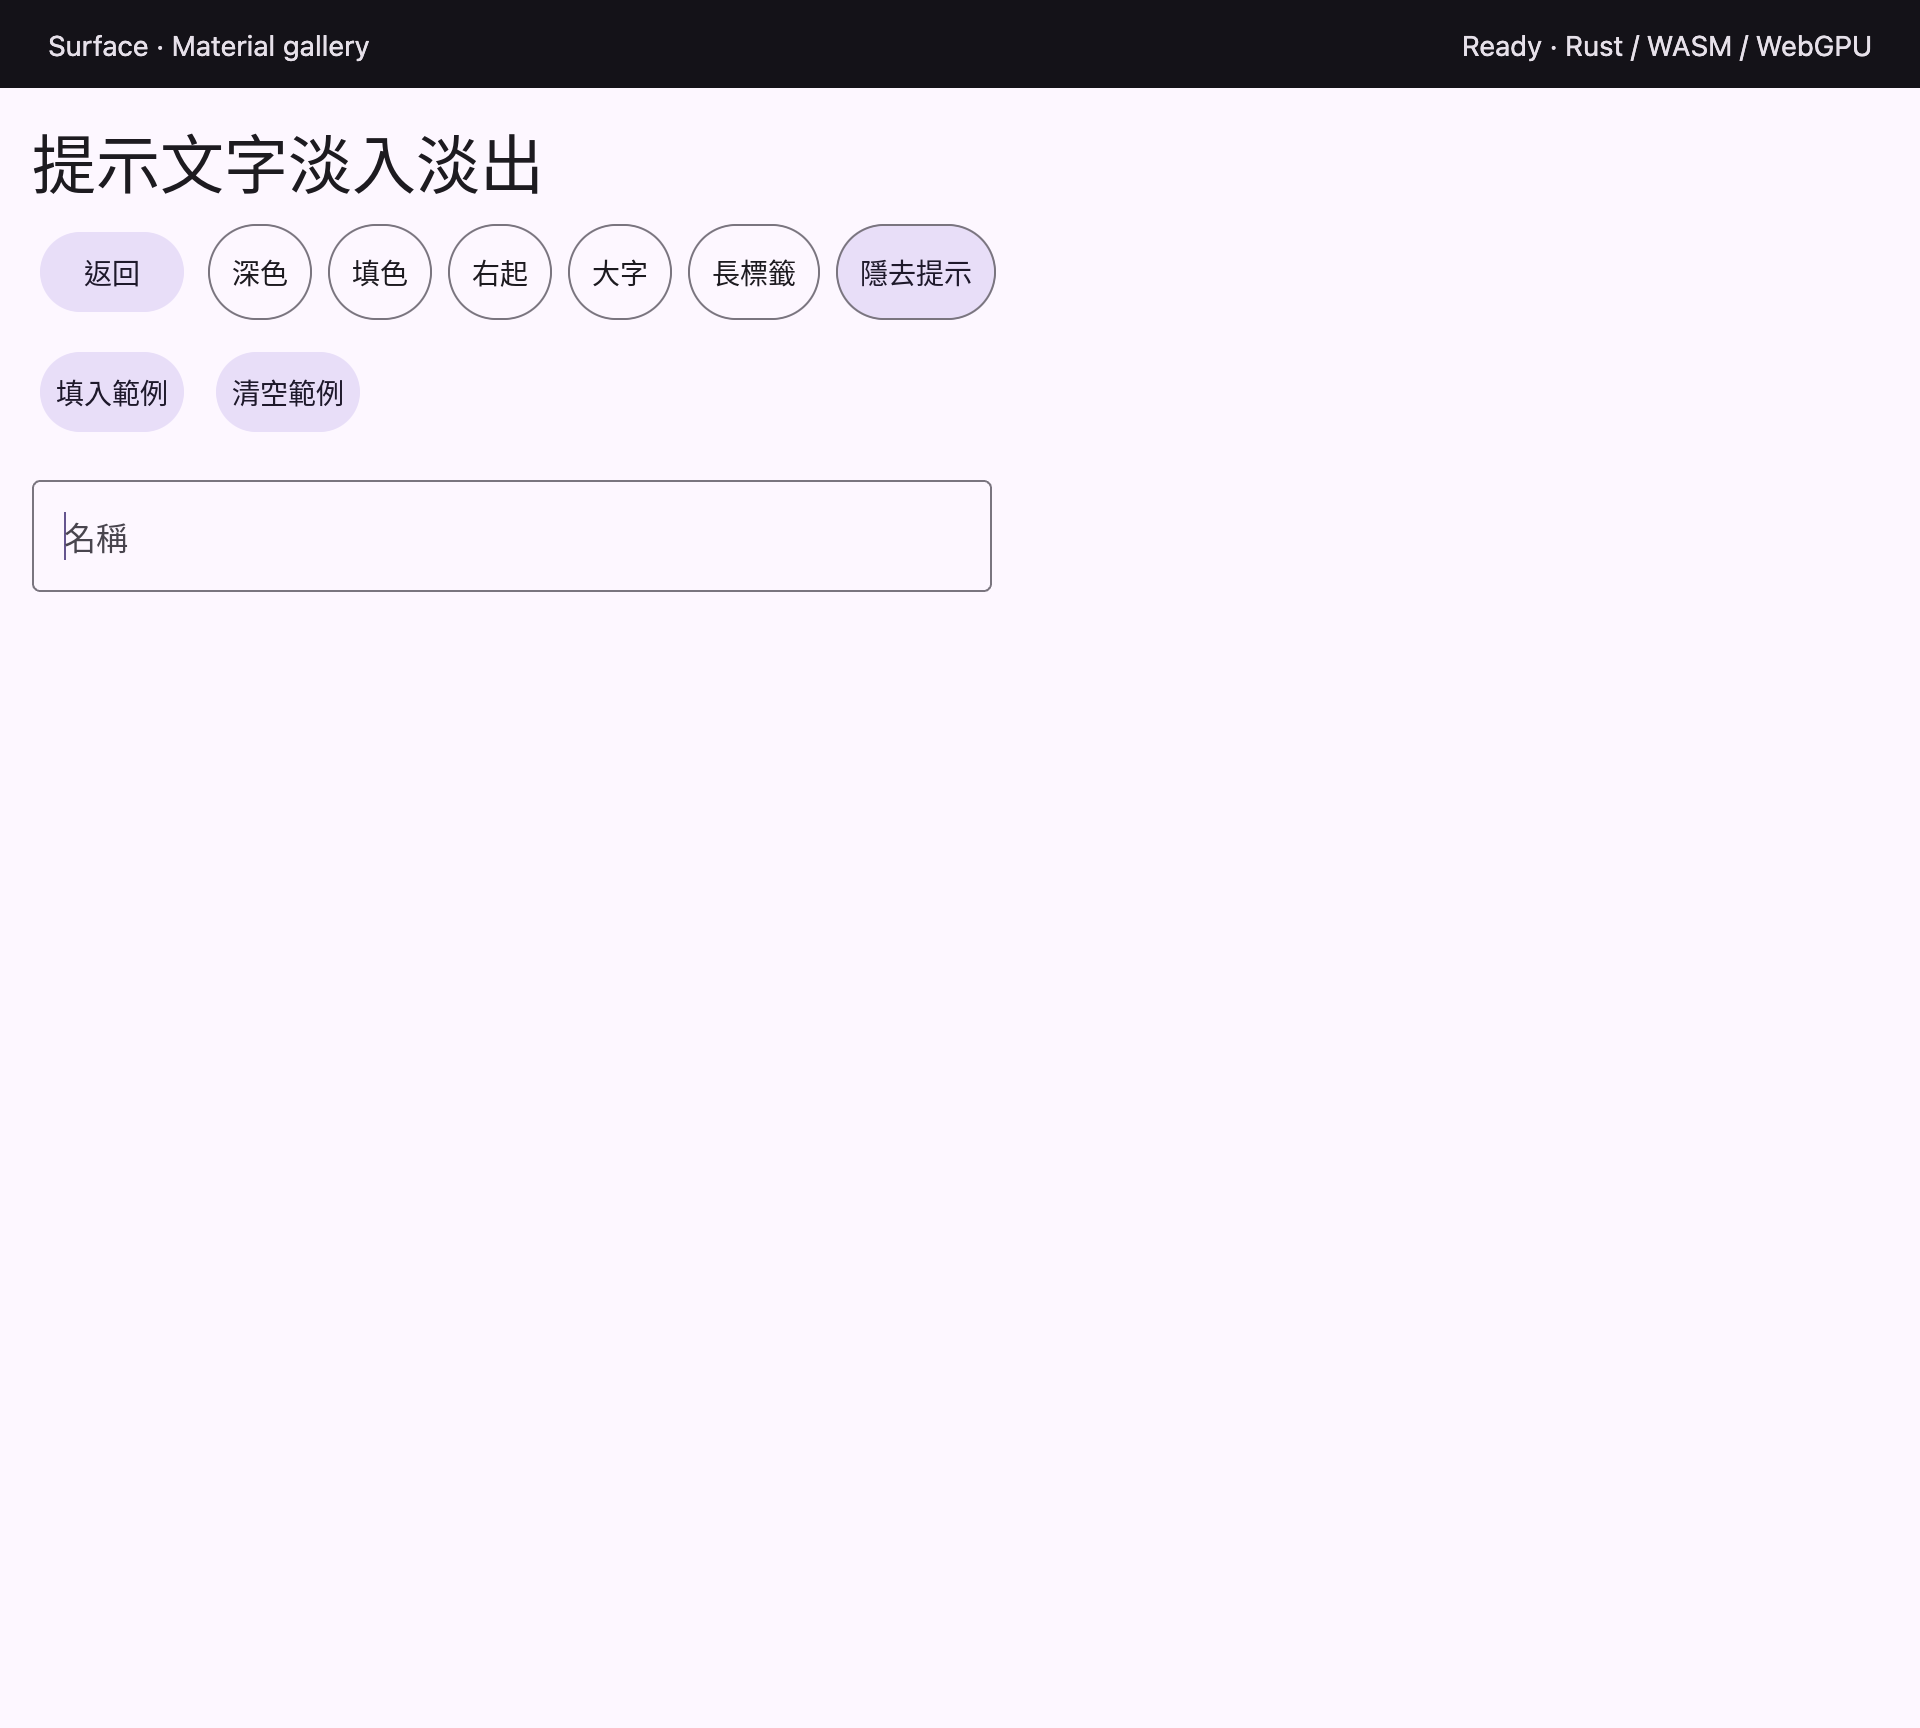 Surface · Material gallery
Ready · Rust / WASM / WebGPU
提示文字淡入淡出
返回 深色 填色 右起 大字 長標籤 隱去提示
填入範例 清空範例
名稱